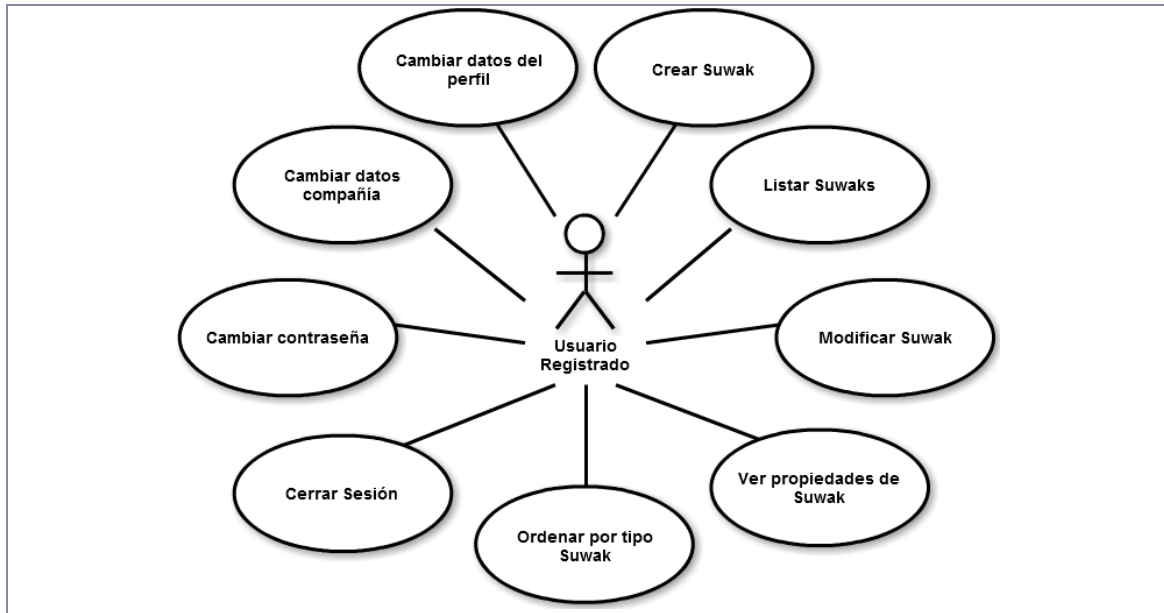 Cambiar datos del
perfil
Crear Suwak
Cambiar datos
compañía
Listar Suwaks
Cambiar contraseña
Modificar Suwak
Usuario
Registrado
Cerrar Sesión
Ver propiedades de
Suwak
Ordenar por tipo
Suwak